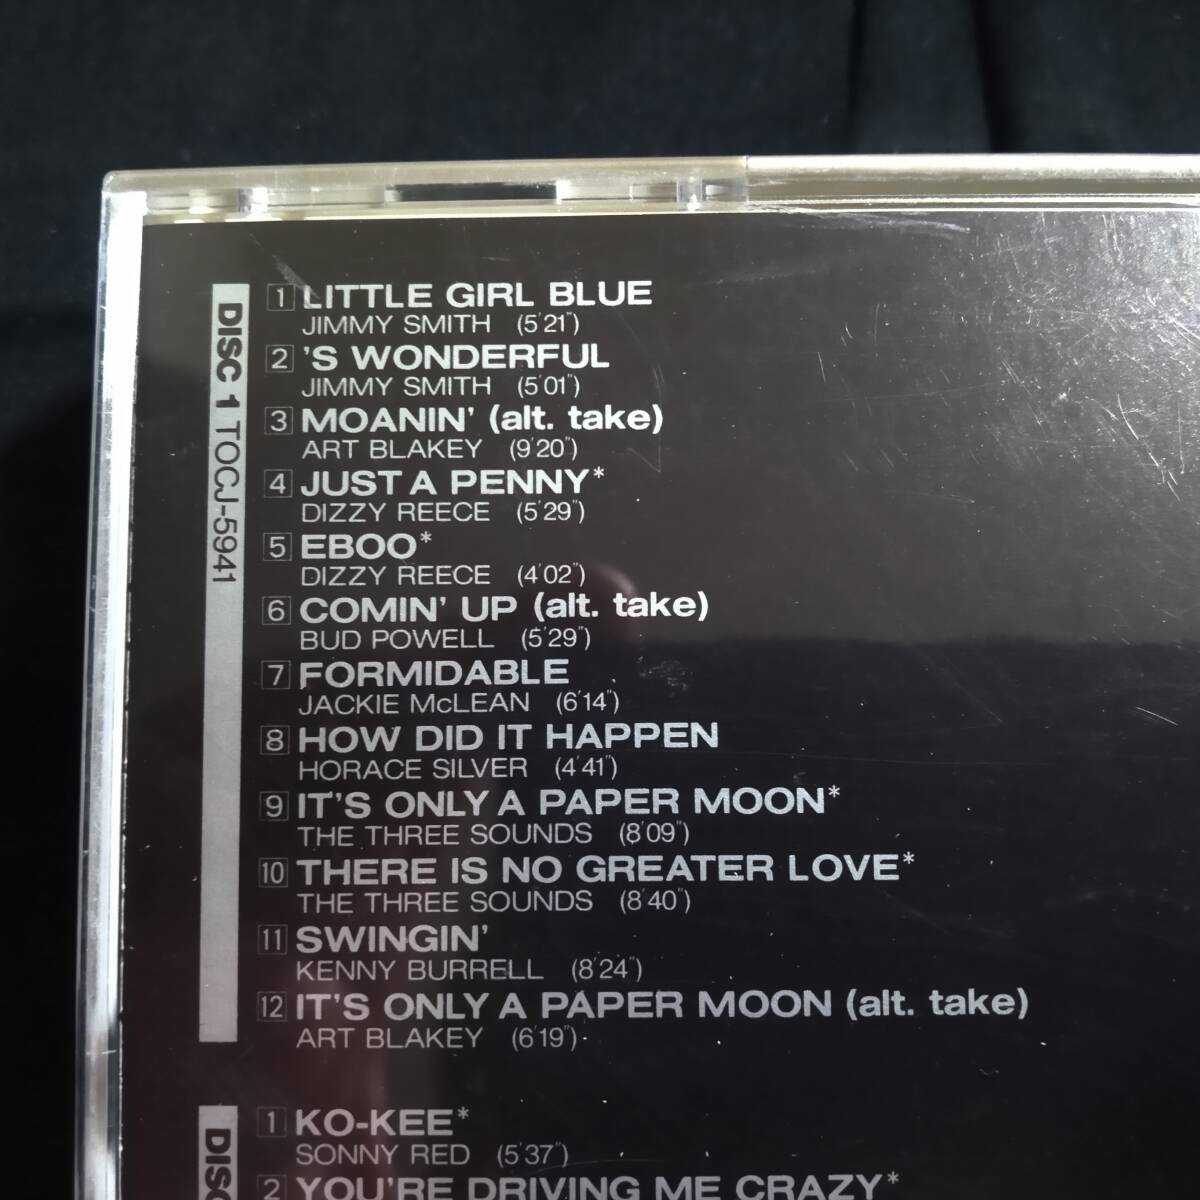 DISC 1 TOCJ-5941
1 LITTLE GIRL BLUE
JIMMY SMITH (5'21")
2 'S WONDERFUL
JIMMY SMITH (5'01")
3 MOANIN' (alt. take)
ART BLAKEY (9'20")
4 JUST A PENNY*
DIZZY REECE (5'29")
5 EBOO*
DIZZY REECE (4'02")
6 COMIN' UP (alt. take)
BUD POWELL (5'29")
7 FORMIDABLE
JACKIE McLEAN (6'14")
8 HOW DID IT HAPPEN
HORACE SILVER (4'41")
9 IT'S ONLY A PAPER MOON*
THE THREE SOUNDS (8'09")
10 THERE IS NO GREATER LOVE*
THE THREE SOUNDS (8'40")
11 SWINGIN'
KENNY BURRELL (8'24")
12 IT'S ONLY A PAPER MOON (alt. take)
ART BLAKEY (6'19")
DISC
1 KO-KEE*
SONNY RED (5'37")
2 YOU'RE DRIVING ME CRAZY*